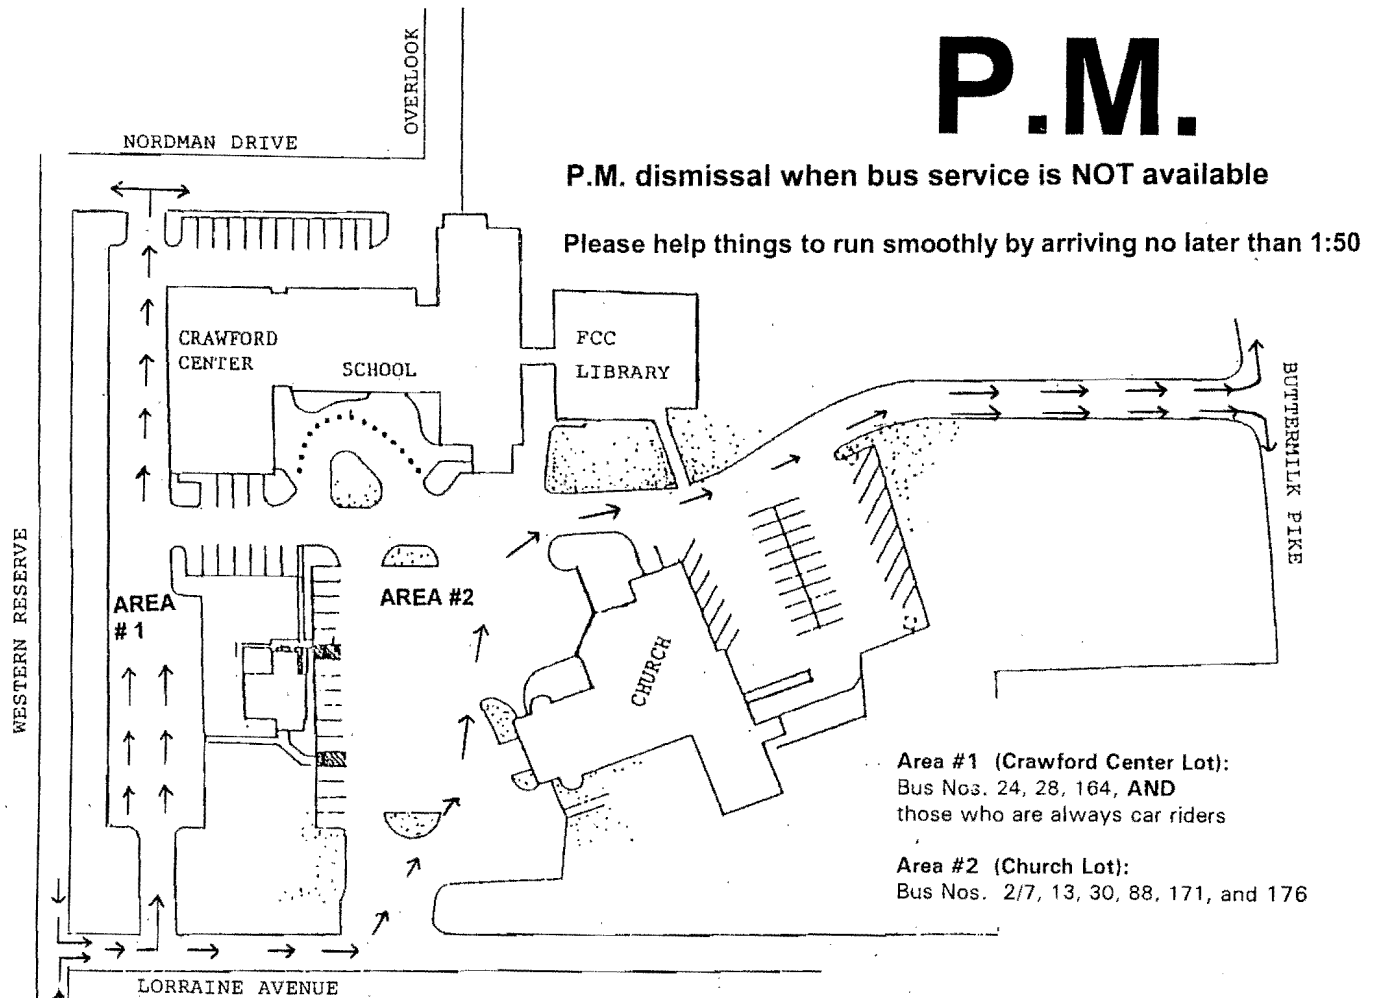 P.M.
OVERLOOK
NORDMAN DRIVE
P.M. dismissal when bus service is NOT available
Please help things to run smoothly by arriving no later than 1:50
CRAWFORD
CENTER
SCHOOL
FCC
LIBRARY
BUTTERMILK PIKE
WESTERN RESERVE
AREA
# 1
AREA #2
CHURCH
Area #1 (Crawford Center Lot):
Bus Nos. 24, 28, 164, AND
those who are always car riders
Area #2 (Church Lot):
Bus Nos. 2/7, 13, 30, 88, 171, and 176
LORRAINE AVENUE